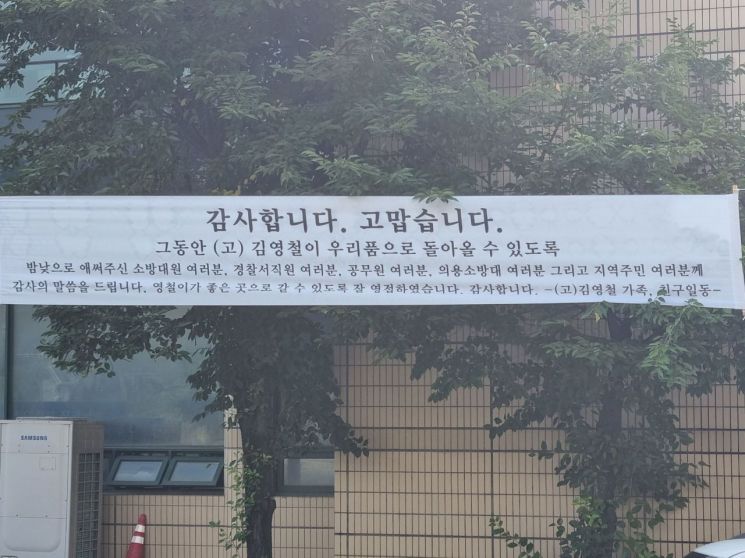 감사합니다. 고맙습니다.
그동안 (고) 김영철이 우리품으로 돌아올 수 있도록
밤낮으로 애써주신 소방대원 여러분, 경찰서직원 여러분, 공무원 여러분, 의용소방대 여러분 그리고 지역주민 여러분께
감사의 말씀을 드립니다. 영철이가 좋은 곳으로 갈 수 있도록 잘 영접하였습니다. 감사합니다. -(고)김영철 가족, 친구일동-
SAMSUNG